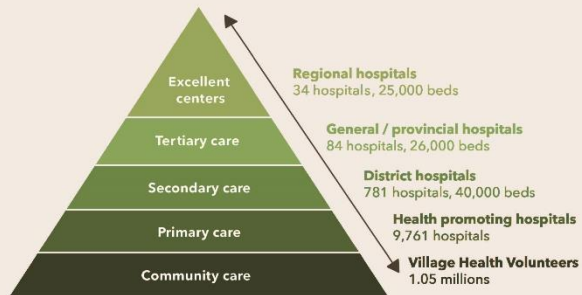 Excellent
centers
Regional hospitals
34 hospitals, 25,000 beds
Tertiary care
General / provincial hospitals
84 hospitals, 26,000 beds
Secondary care
District hospitals
781 hospitals, 40,000 beds
Primary care
Health promoting hospitals
9,761 hospitals
Community care
Village Health Volunteers
1.05 millions